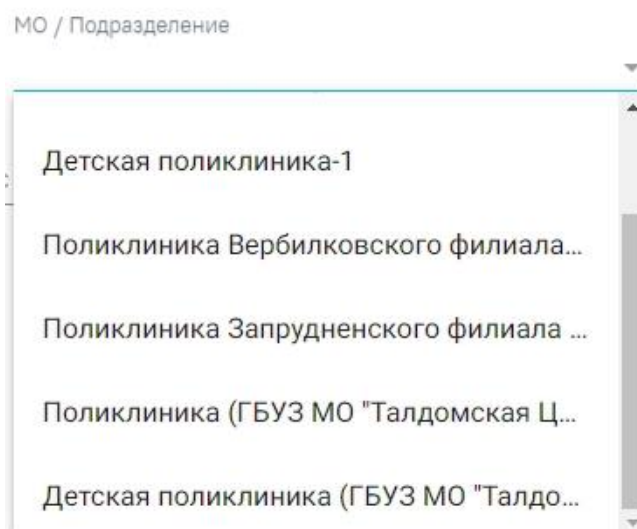 МО / Подразделение
Детская поликлиника-1
Поликлиника Вербилковского филиала...
Поликлиника Запрудненского филиала ...
Поликлиника (ГБУЗ МО "Талдомская Ц...
Детская поликлиника (ГБУЗ МО "Талдо...